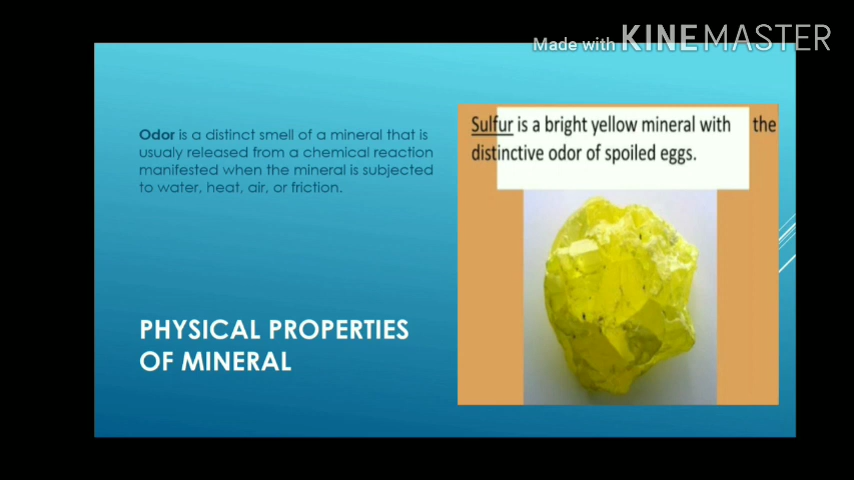 Made with KINEMASTER
Odor is a distinct smell of a mineral that is
usualy released from a chemical reaction
manifested when the mineral is subjected
to water, heat, air, or friction.
PHYSICAL PROPERTIES
OF MINERAL
Sulfur is a bright yellow mineral with the
distinctive odor of spoiled eggs.